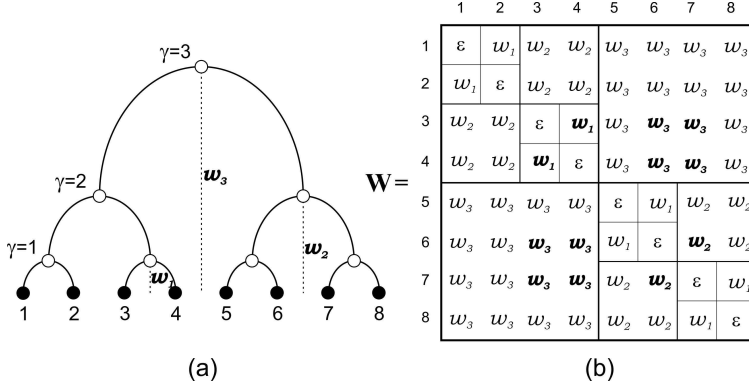 γ=3
γ=2
γ=1
w₃
w₂
w₁
1 2 3 4 5 6 7 8
(a)
W=
1 2 3 4 5 6 7 8
1 ε w₁ w₂ w₂ w₃ w₃ w₃ w₃
2 w₁ ε w₂ w₂ w₃ w₃ w₃ w₃
3 w₂ w₂ ε w₁ w₃ w₃ w₃ w₃
4 w₂ w₂ w₁ ε w₃ w₃ w₃ w₃
5 w₃ w₃ w₃ w₃ ε w₁ w₂ w₂
6 w₃ w₃ w₃ w₃ w₁ ε w₂ w₂
7 w₃ w₃ w₃ w₃ w₂ w₂ ε w₁
8 w₃ w₃ w₃ w₃ w₂ w₂ w₁ ε
(b)